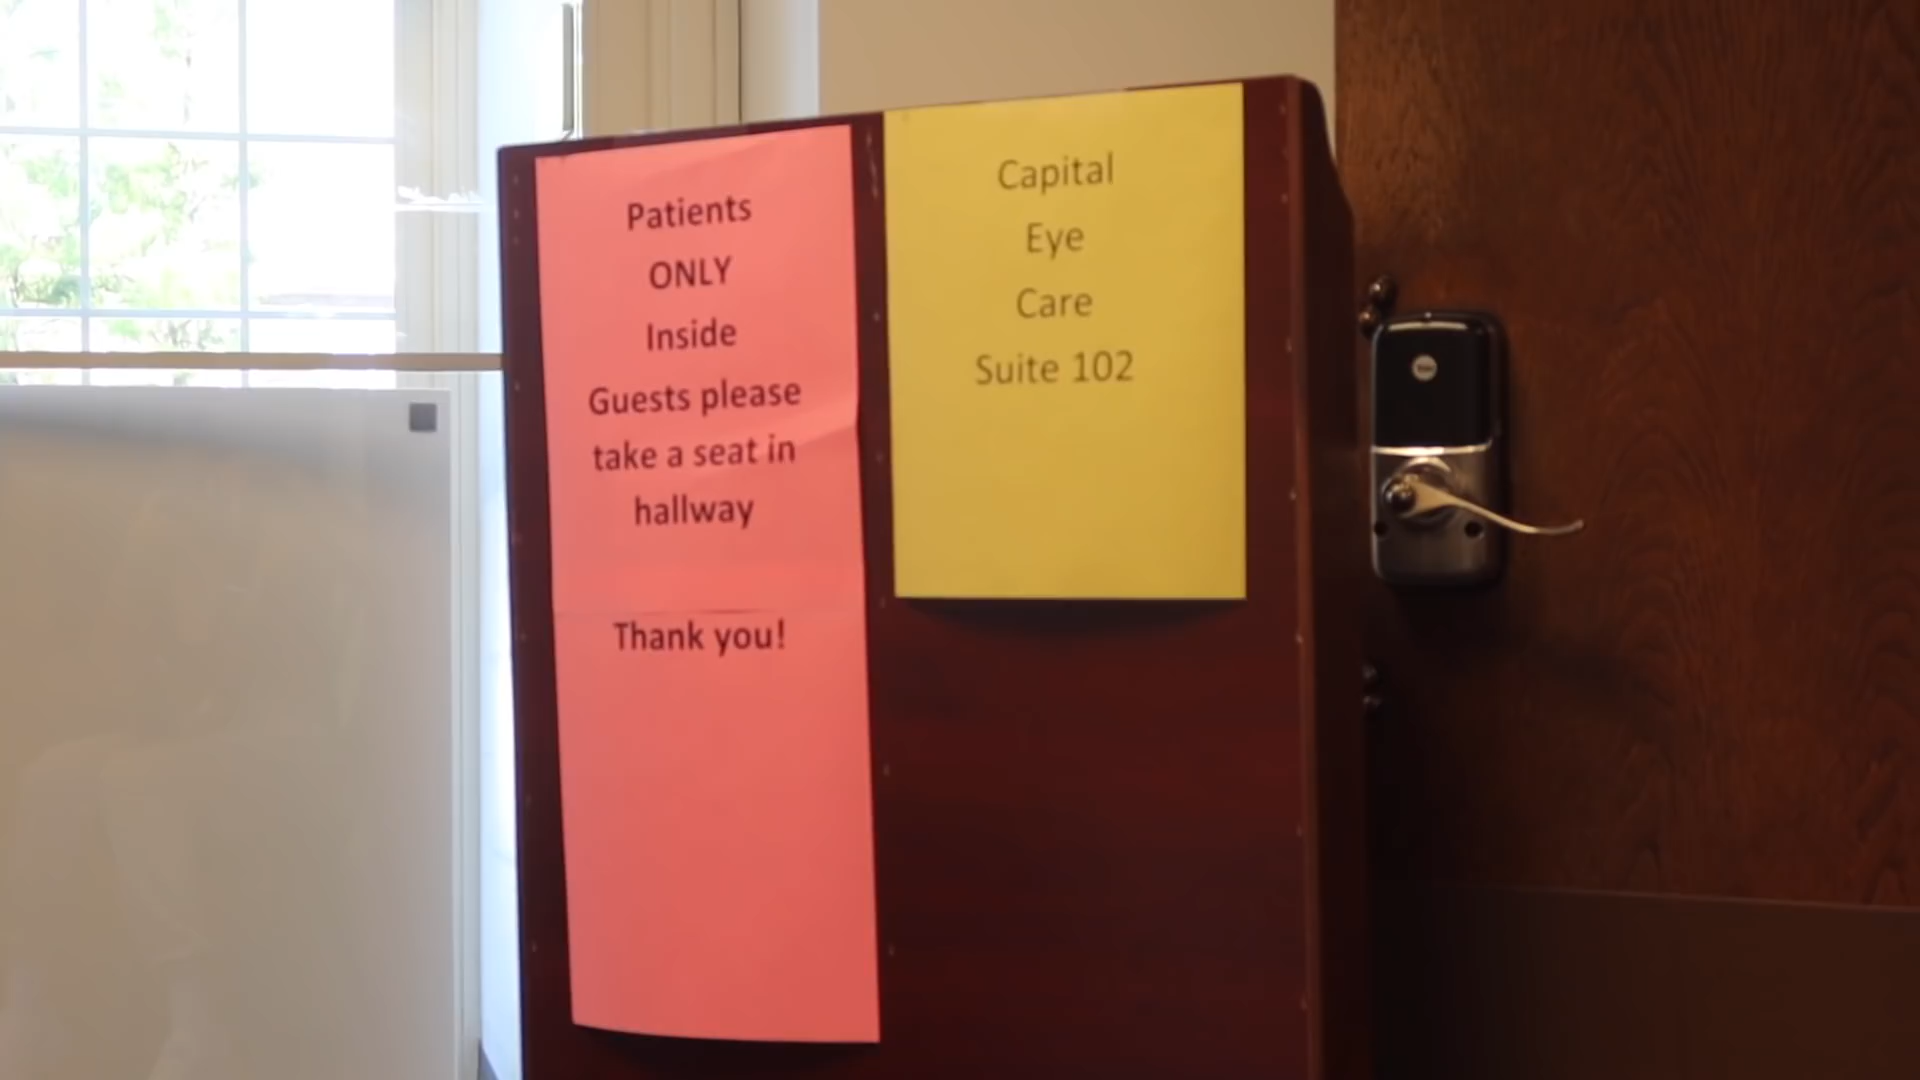 Patients
ONLY
Inside
Guests please
take a seat in
hallway
Thank you!
Capital
Eye
Care
Suite 102